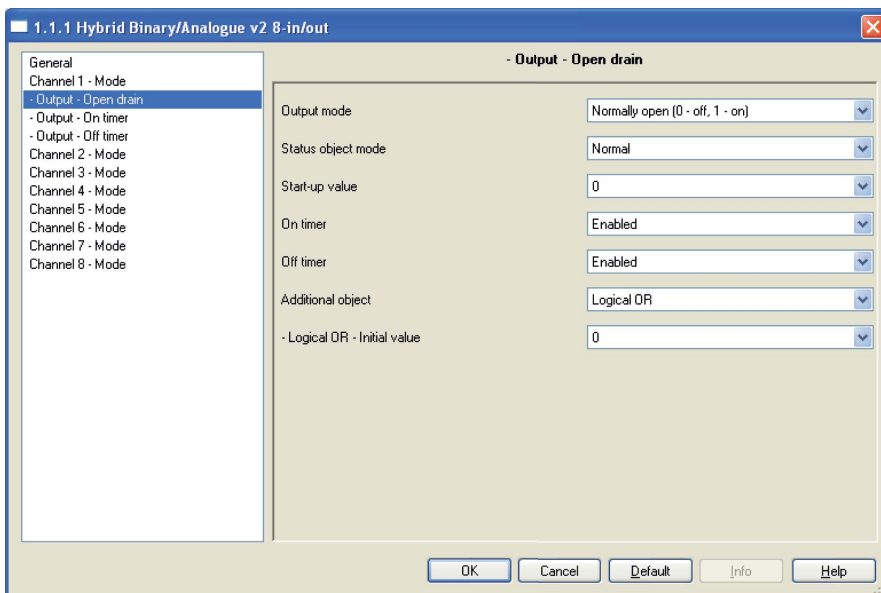 1.1.1 Hybrid Binary/Analogue v2 8-in/out
General
Channel 1 - Mode
- Output - Open drain
- Output - On timer
- Output - Off timer
Channel 2 - Mode
Channel 3 - Mode
Channel 4 - Mode
Channel 5 - Mode
Channel 6 - Mode
Channel 7 - Mode
Channel 8 - Mode
- Output - Open drain
Output mode Normally open (0 - off, 1 - on)
Status object mode Normal
Start-up value 0
On timer Enabled
Off timer Enabled
Additional object Logical OR
- Logical OR - Initial value 0
OK Cancel Default Info Help